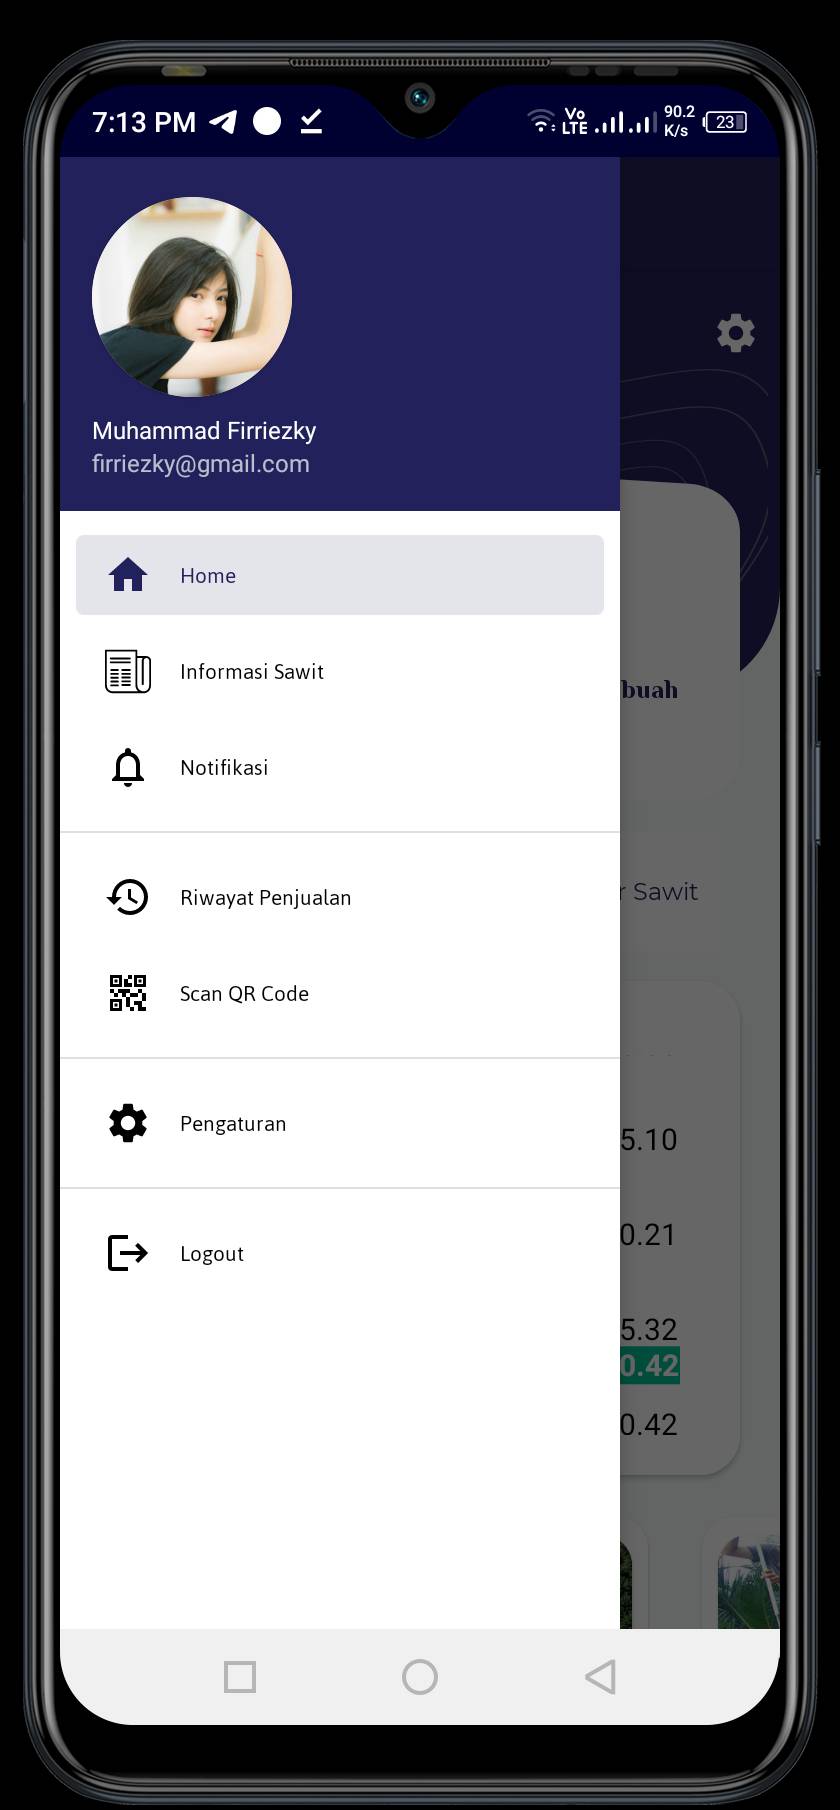 7:13 PM
Vo LTE
90.2 K/s
23
Muhammad Firriezky
firriezky@gmail.com
Home
Informasi Sawit
buah
Notifikasi
r Sawit
Riwayat Penjualan
Scan QR Code
Pengaturan
5.10
0.21
Logout
5.32
0.42
0.42